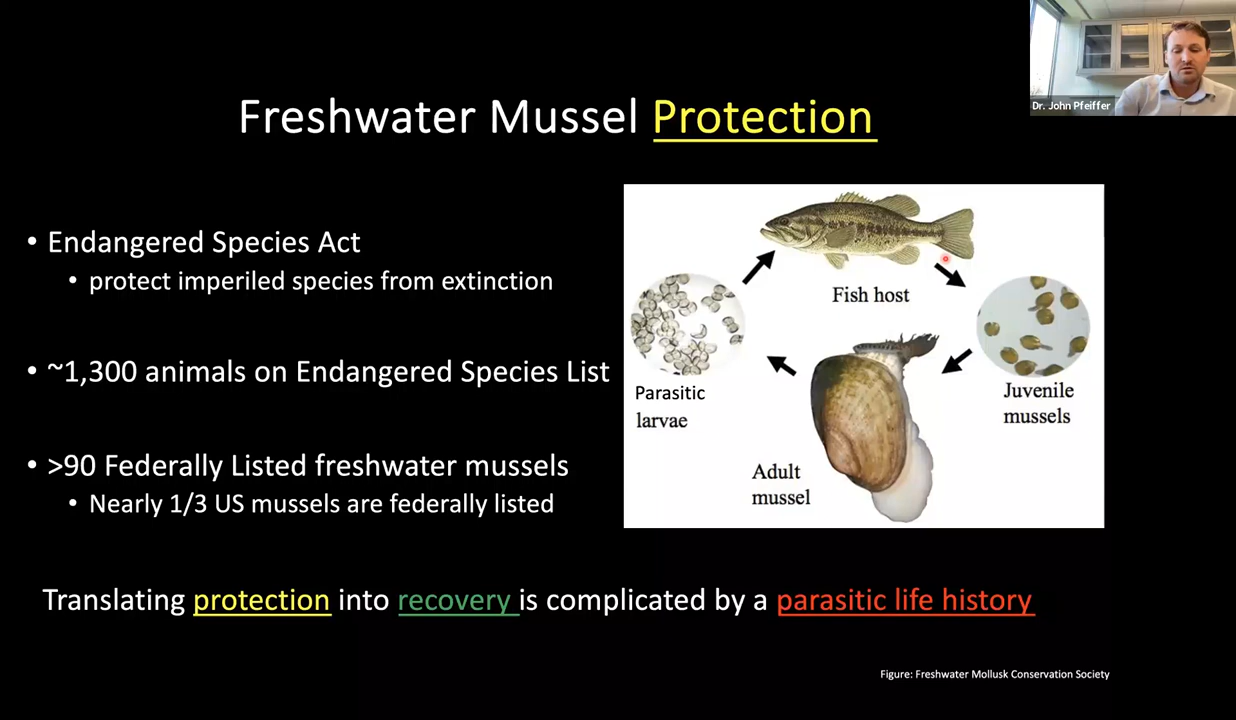 Dr. John Pfeiffer
Freshwater Mussel Protection
• Endangered Species Act
• protect imperiled species from extinction
• ~1,300 animals on Endangered Species List
• >90 Federally Listed freshwater mussels
• Nearly 1/3 US mussels are federally listed
Fish host
Parasitic
larvae
Juvenile
mussels
Adult
mussel
Translating protection into recovery is complicated by a parasitic life history
Figure: Freshwater Mollusk Conservation Society